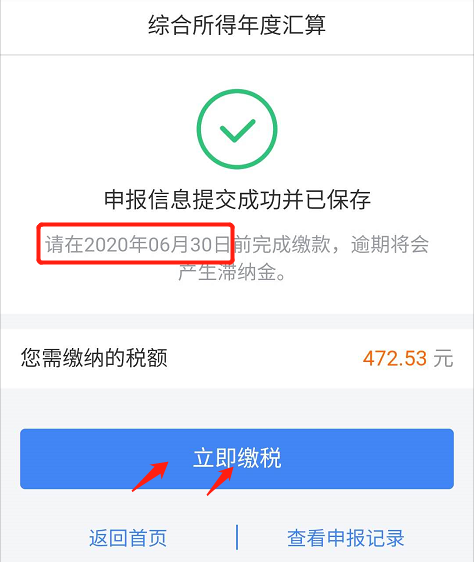 综合所得年度汇算
申报信息提交成功并已保存
请在2020年06月30日前完成缴款，逾期将会
产生滞纳金。
您需缴纳的税额 472.53 元
立即缴税
返回首页 查看申报记录